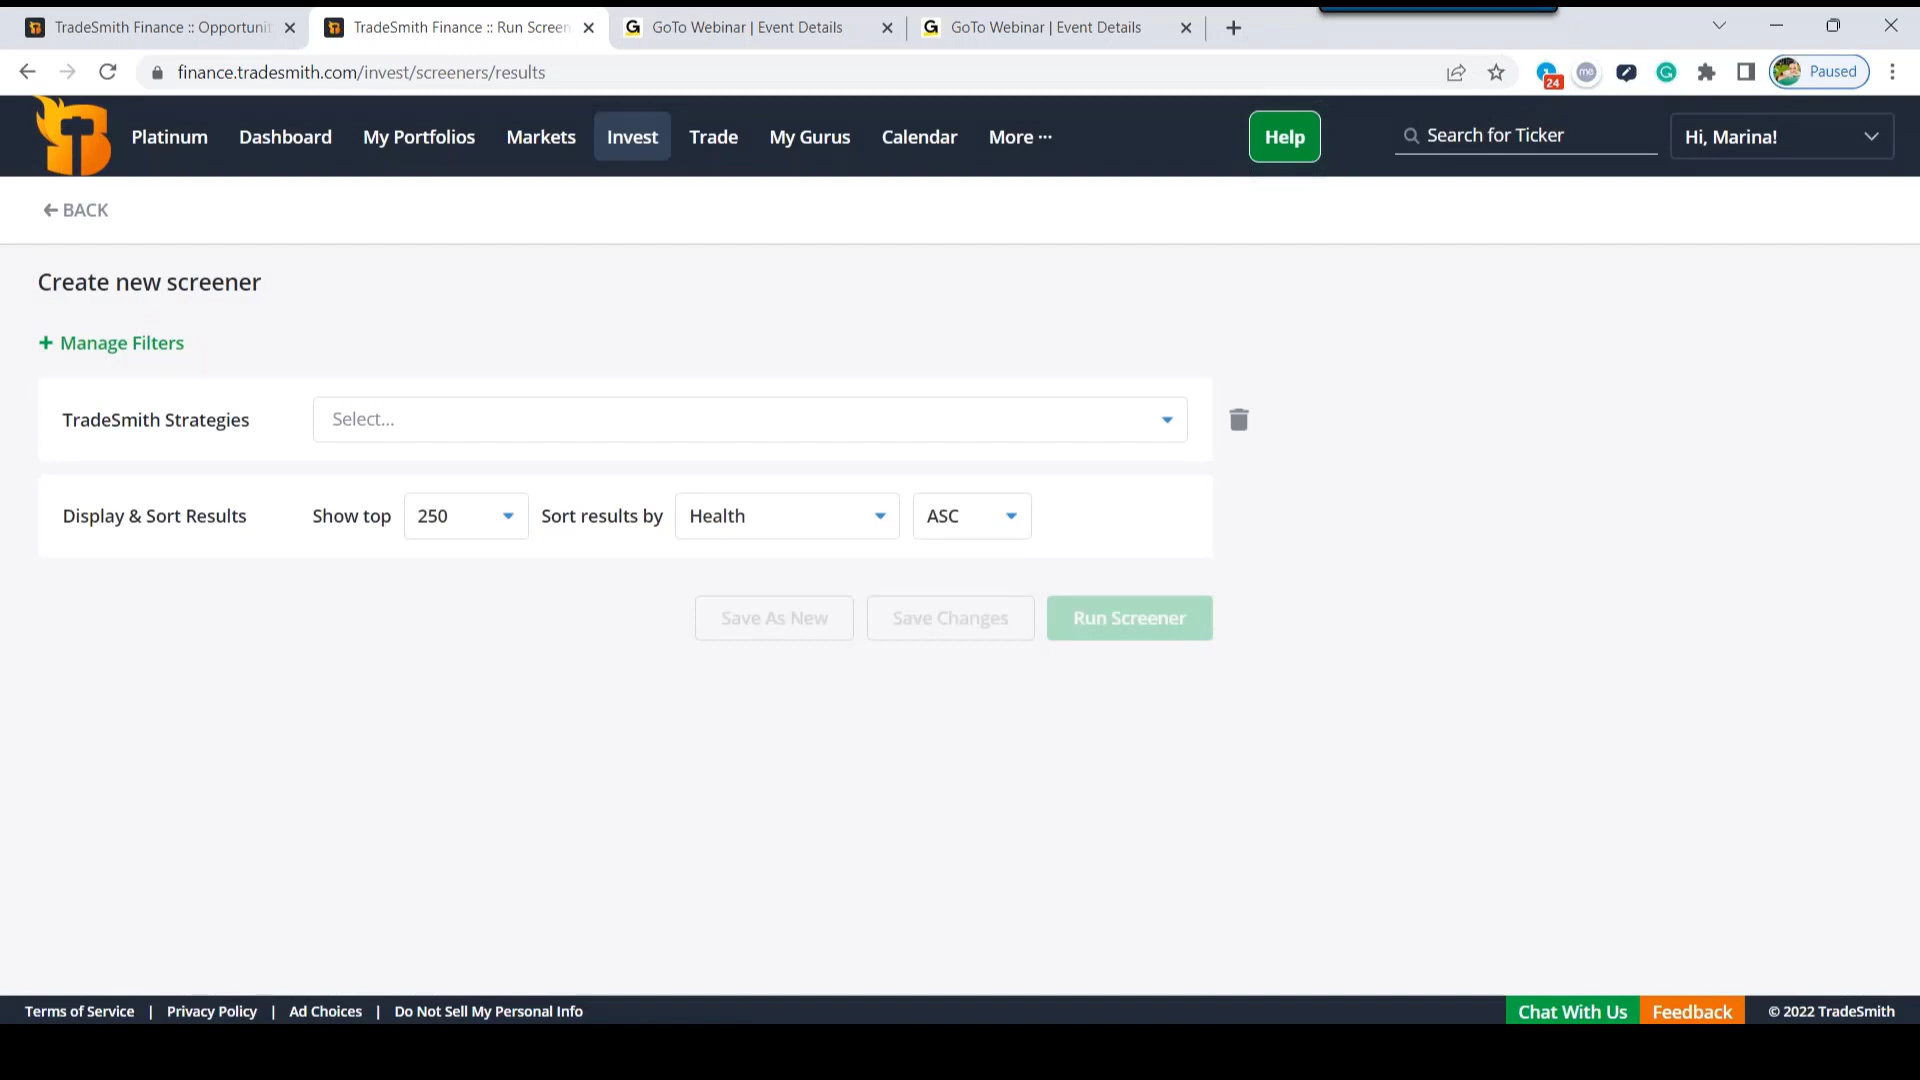 TradeSmith Finance :: Opportunit
TradeSmith Finance :: Run Screen
GoTo Webinar | Event Details
GoTo Webinar | Event Details
finance.tradesmith.com/invest/screeners/results
24
me
Paused
Platinum
Dashboard
My Portfolios
Markets
Invest
Trade
My Gurus
Calendar
More ···
Help
Search for Ticker
Hi, Marina!
BACK
Create new screener
+ Manage Filters
TradeSmith Strategies
Select...
Display & Sort Results
Show top
250
Sort results by
Health
ASC
Save As New
Save Changes
Run Screener
Terms of Service | Privacy Policy | Ad Choices | Do Not Sell My Personal Info
Chat With Us
Feedback
© 2022 TradeSmith